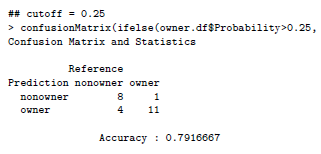 ## cutoff = 0.25
> confusionMatrix(ifelse(owner.df$Probability>0.25,
Confusion Matrix and Statistics
Reference
Prediction nonowner owner
nonowner 8 1
owner 4 11
Accuracy : 0.7916667